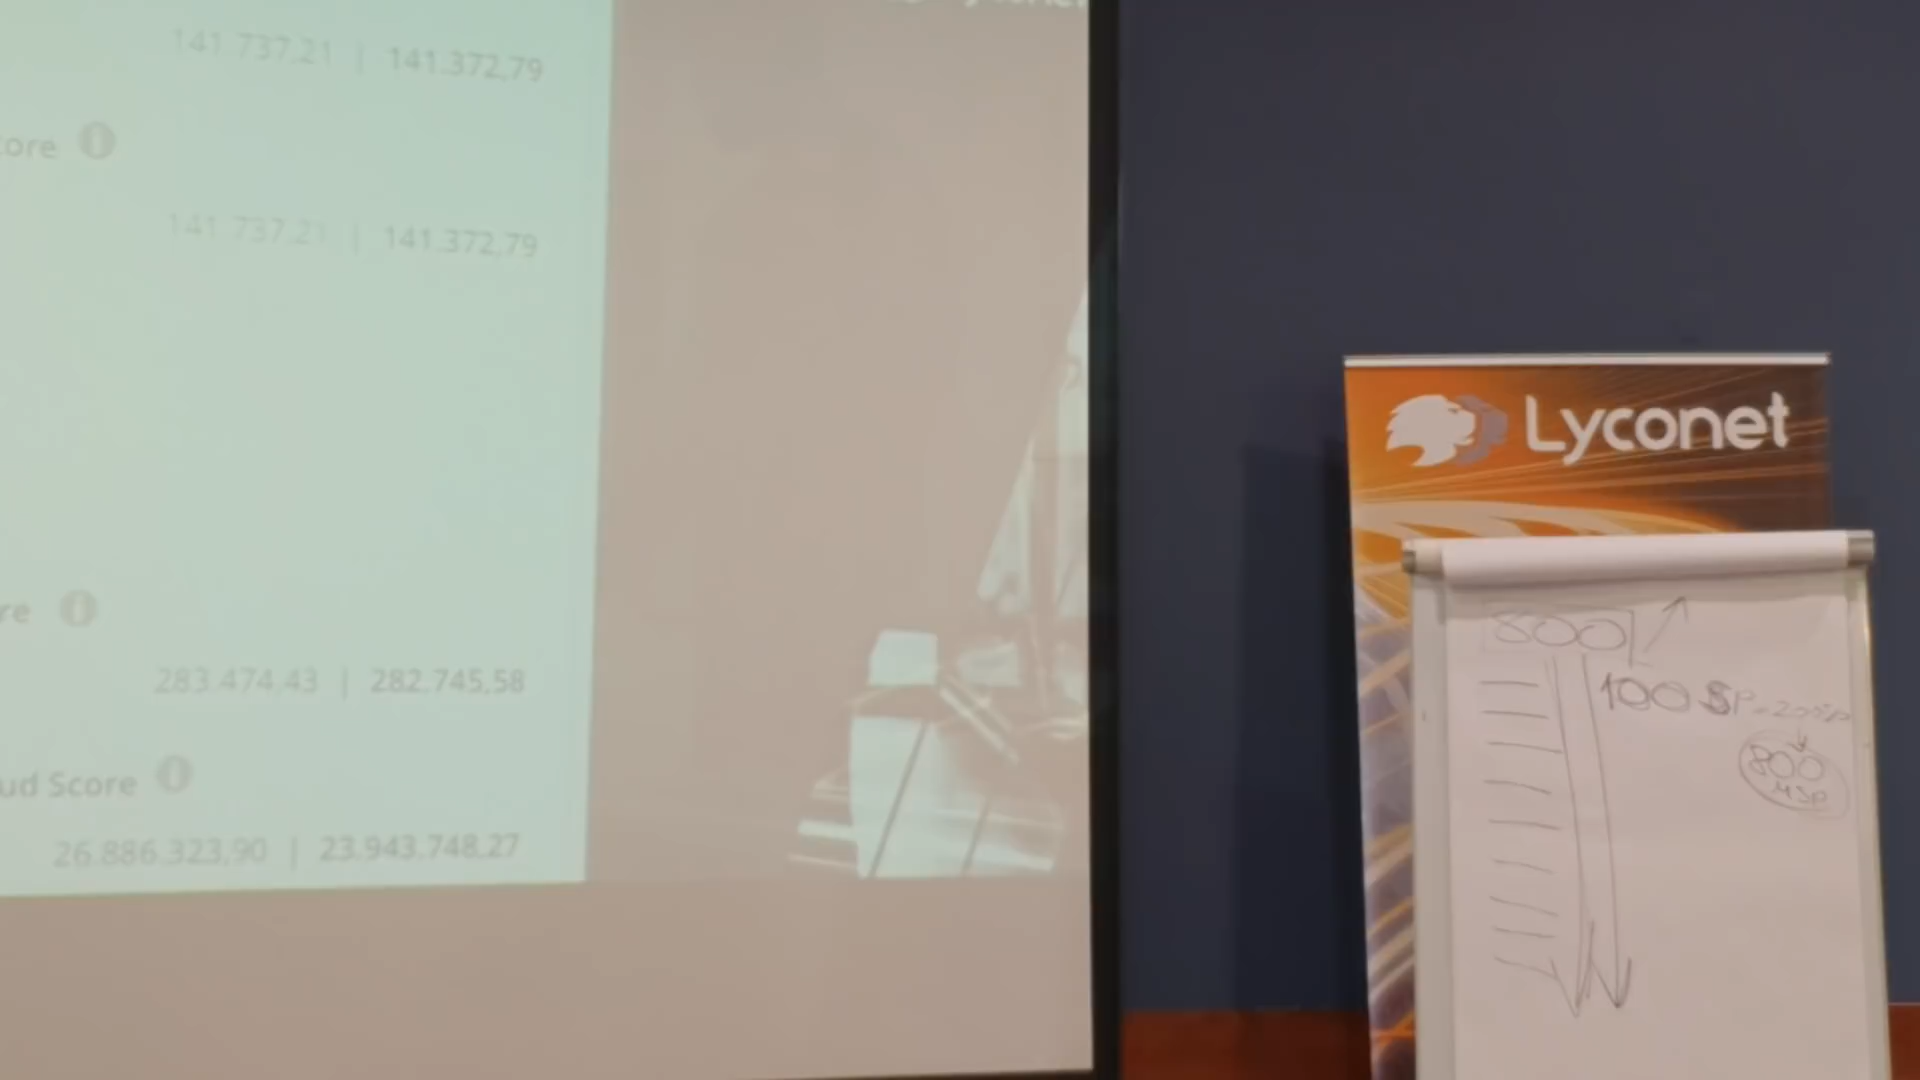 141.737,21 | 141.372,79
core
141.737,21 | 141.372,79
re
283.474,43 | 282.745,58
ud Score
26.886.323,90 | 23.943.748,27
Lyconet
800
100 SP
800